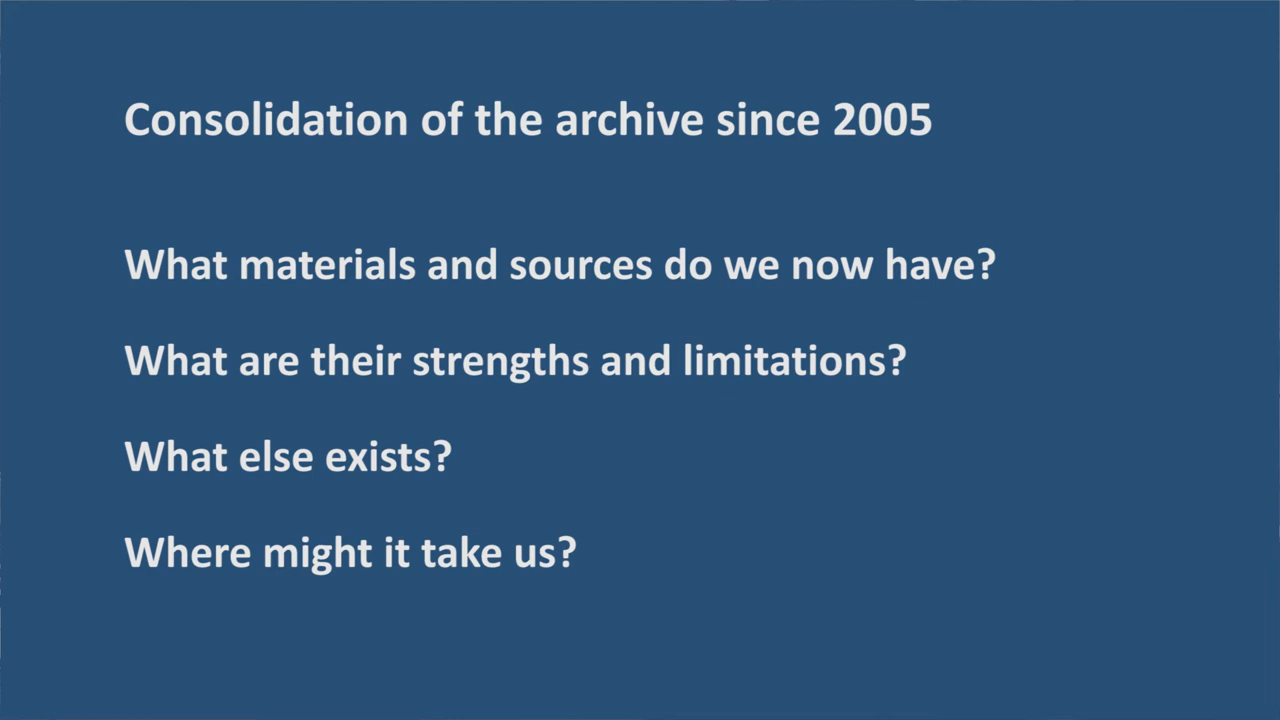 Consolidation of the archive since 2005
What materials and sources do we now have?
What are their strengths and limitations?
What else exists?
Where might it take us?